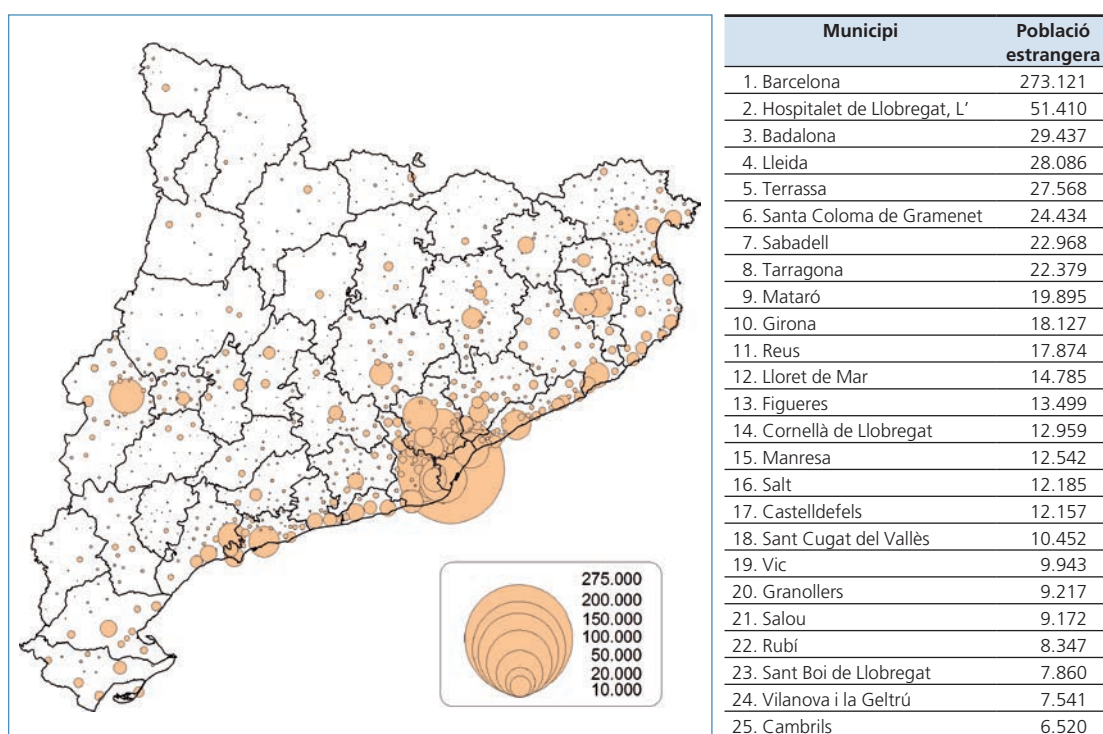 Municipi Població
estrangera
1. Barcelona 273.121
2. Hospitalet de Llobregat, L’ 51.410
3. Badalona 29.437
4. Lleida 28.086
5. Terrassa 27.568
6. Santa Coloma de Gramenet 24.434
7. Sabadell 22.968
8. Tarragona 22.379
9. Mataró 19.895
10. Girona 18.127
11. Reus 17.874
12. Lloret de Mar 14.785
13. Figueres 13.499
14. Cornellà de Llobregat 12.959
15. Manresa 12.542
16. Salt 12.185
17. Castelldefels 12.157
18. Sant Cugat del Vallès 10.452
19. Vic 9.943
20. Granollers 9.217
21. Salou 9.172
22. Rubí 8.347
23. Sant Boi de Llobregat 7.860
24. Vilanova i la Geltrú 7.541
25. Cambrils 6.520
275.000
200.000
150.000
100.000
50.000
20.000
10.000